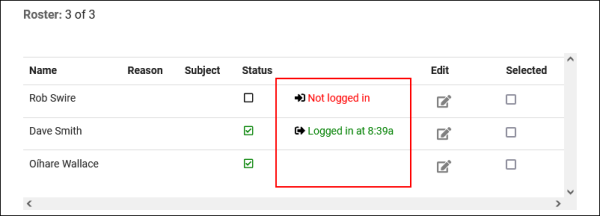 Roster: 3 of 3
Name Reason Subject Status Edit Selected
Rob Swire Not logged in
Dave Smith Logged in at 8:39a
Oíhare Wallace